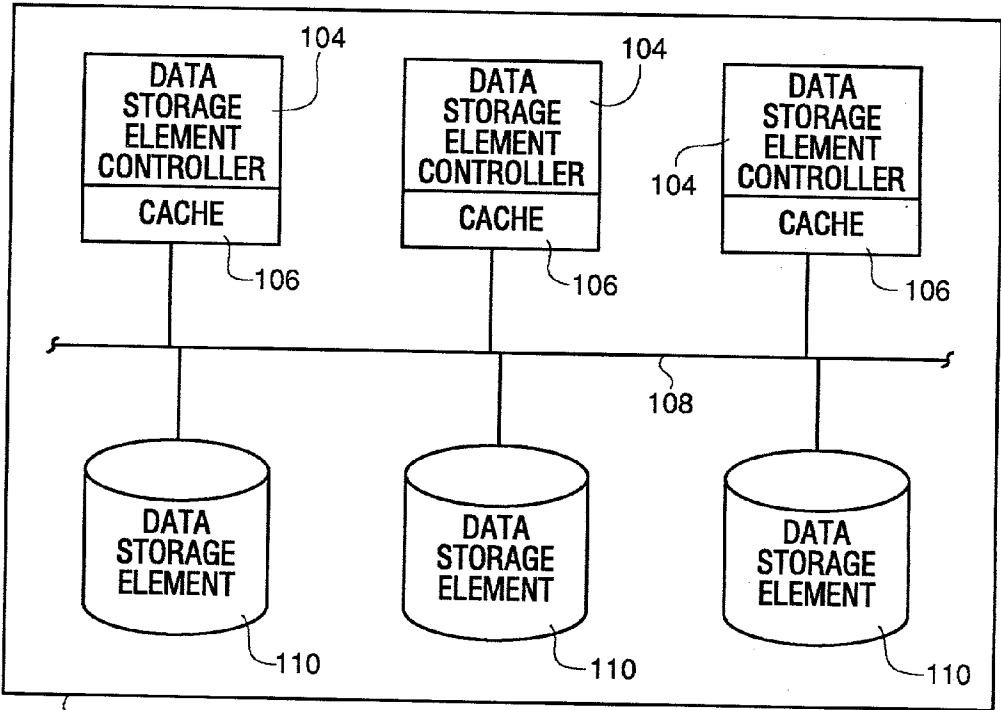 104
DATA
STORAGE
ELEMENT
CONTROLLER
CACHE
106
104
DATA
STORAGE
ELEMENT
CONTROLLER
CACHE
106
104
DATA
STORAGE
ELEMENT
CONTROLLER
CACHE
106
108
DATA
STORAGE
ELEMENT
110
DATA
STORAGE
ELEMENT
110
DATA
STORAGE
ELEMENT
110